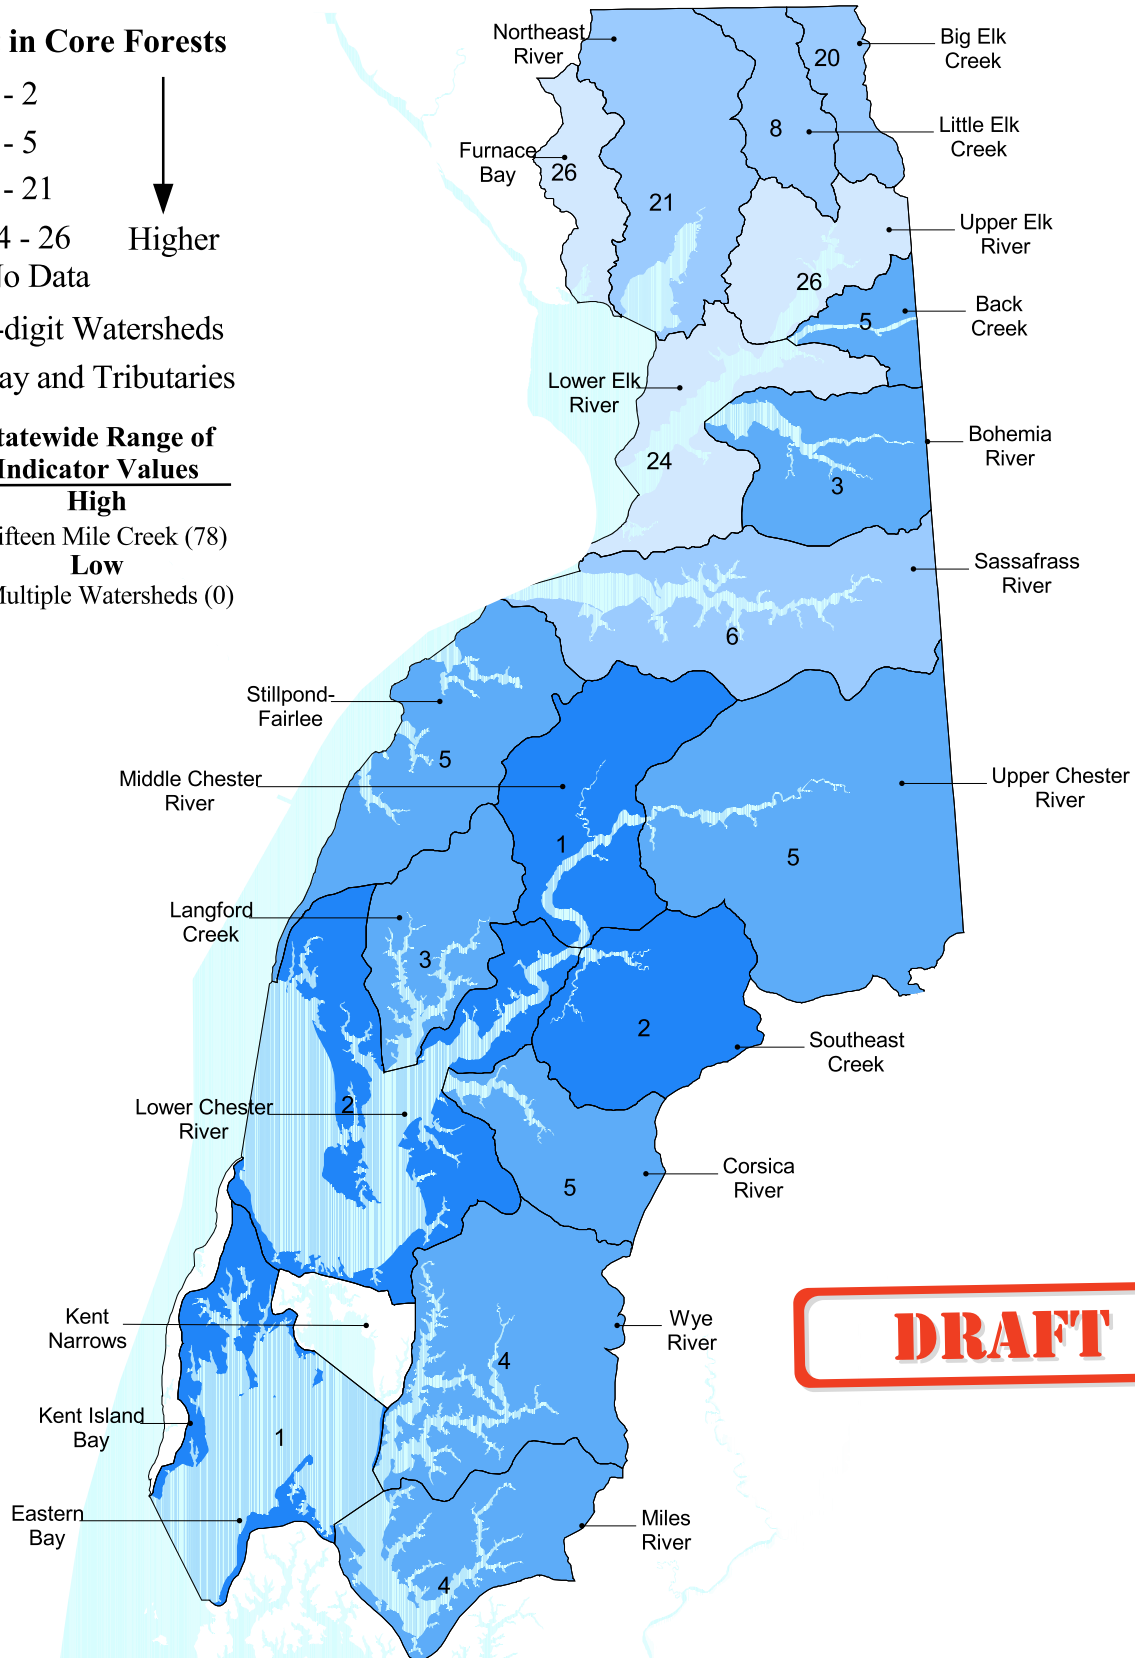 in Core Forests
- 2
- 5
- 21
4 - 26
Higher
No Data
-digit Watersheds
ay and Tributaries
tatewide Range of
Indicator Values
High
ifteen Mile Creek (78)
Low
Multiple Watersheds (0)
Northeast
River
Big Elk
Creek
20
8
Little Elk
Creek
Furnace
Bay
26
21
Upper Elk
River
26
Back
Creek
5
Lower Elk
River
24
Bohemia
River
3
Sassafrass
River
6
Stillpond-
Fairlee
5
Middle Chester
River
1
Upper Chester
River
5
Langford
Creek
3
2
Southeast
Creek
Lower Chester
River
2
Corsica
River
5
Kent
Narrows
Wye
River
4
DRAFT
Kent Island
Bay
1
Eastern
Bay
Miles
River
4